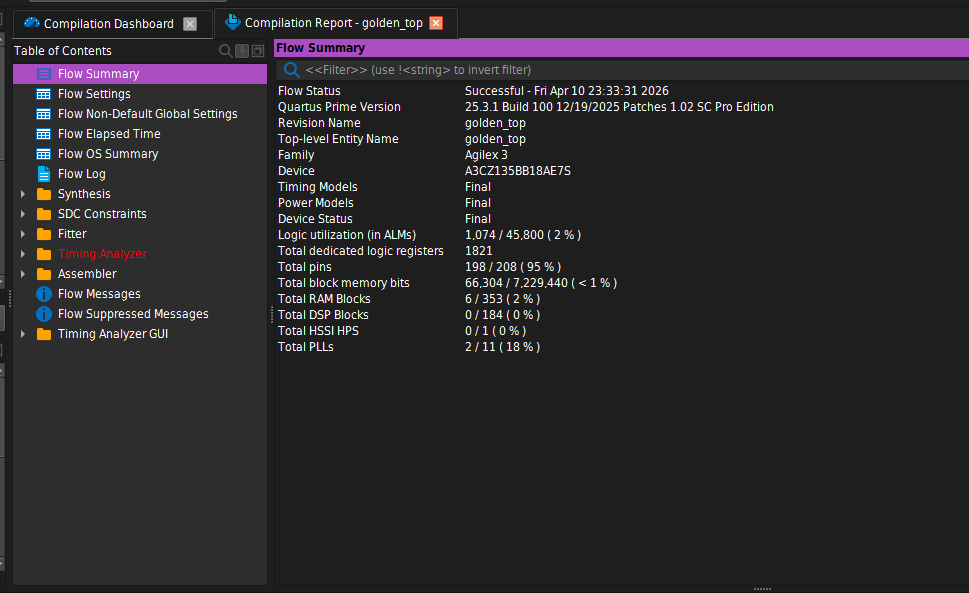 Compilation Dashboard
Compilation Report - golden_top
Table of Contents
Flow Summary
Flow Settings
Flow Non-Default Global Settings
Flow Elapsed Time
Flow OS Summary
Flow Log
Synthesis
SDC Constraints
Fitter
Timing Analyzer
Assembler
Flow Messages
Flow Suppressed Messages
Timing Analyzer GUI
Flow Summary
<<Filter>> (use !<string> to invert filter)
Flow Status Successful - Fri Apr 10 23:33:31 2026
Quartus Prime Version 25.3.1 Build 100 12/19/2025 Patches 1.02 SC Pro Edition
Revision Name golden_top
Top-level Entity Name golden_top
Family Agilex 3
Device A3CZ135BB18AE7S
Timing Models Final
Power Models Final
Device Status Final
Logic utilization (in ALMs) 1,074 / 45,800 ( 2 % )
Total dedicated logic registers 1821
Total pins 198 / 208 ( 95 % )
Total block memory bits 66,304 / 7,229,440 ( < 1 % )
Total RAM Blocks 6 / 353 ( 2 % )
Total DSP Blocks 0 / 184 ( 0 % )
Total HSSI HPS 0 / 1 ( 0 % )
Total PLLs 2 / 11 ( 18 % )